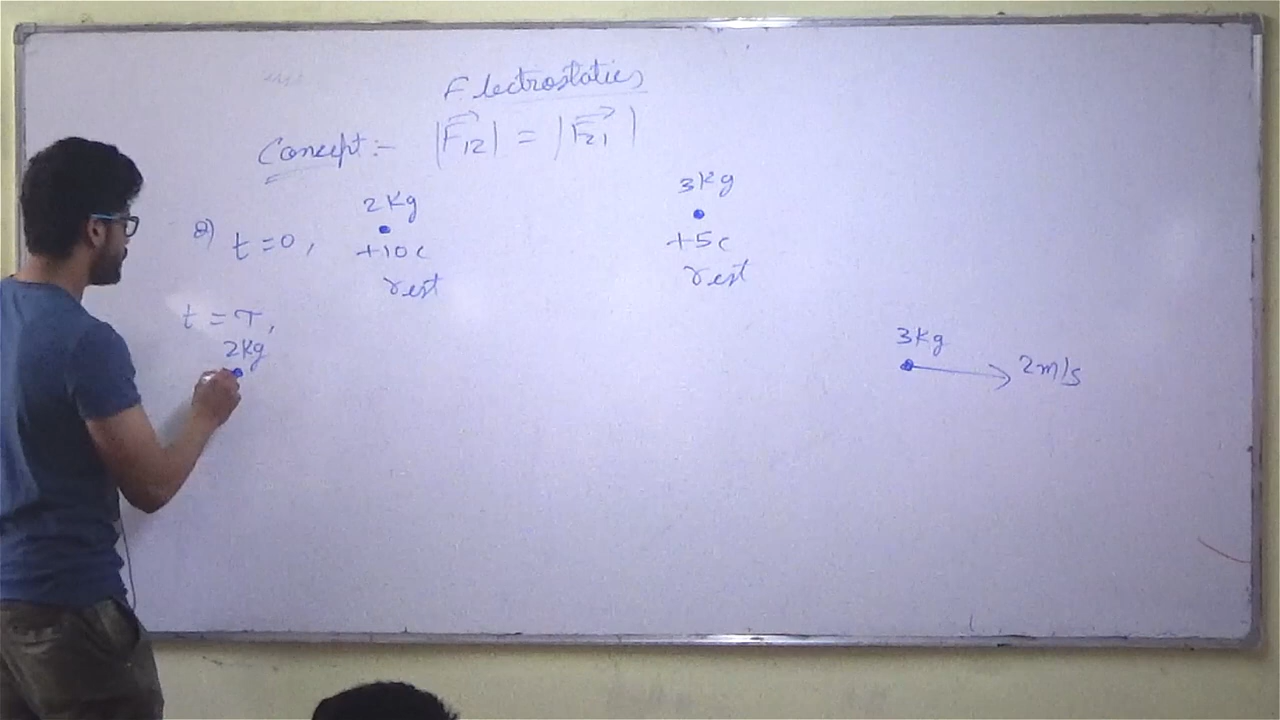 Electrostatics
Concept:- |F₁₂| = |F₂₁|
2Kg 3Kg
Q) t=0, +10c +5c
rest rest
t=T,
2Kg 3Kg
2m/s